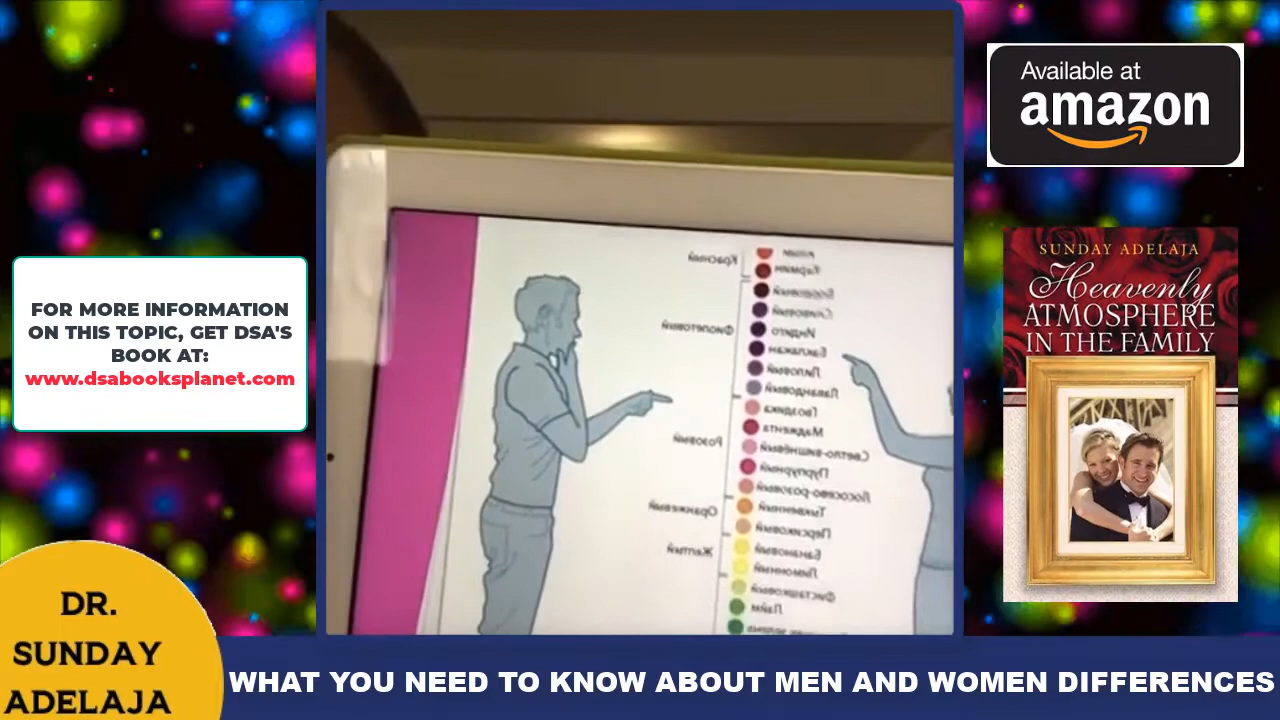 FOR MORE INFORMATION
ON THIS TOPIC, GET DSA'S
BOOK AT:
www.dsabooksplanet.com
DR.
SUNDAY
ADELAJA
Красный
Фиолетовый
Розовый
Оранжевый
Желтый
Кармин
Бордовый
Сливовый
Индиго
Баклажан
Лиловый
Лавандовый
Гвоздика
Маджента
Светло-вишнёвый
Пурпурный
Лососево-розовый
Тыквенный
Персиковый
Банановый
Лимонный
Фисташковый
Лайм
Available at
amazon
SUNDAY ADELAJA
Heavenly
ATMOSPHERE
IN THE FAMILY
WHAT YOU NEED TO KNOW ABOUT MEN AND WOMEN DIFFERENCES